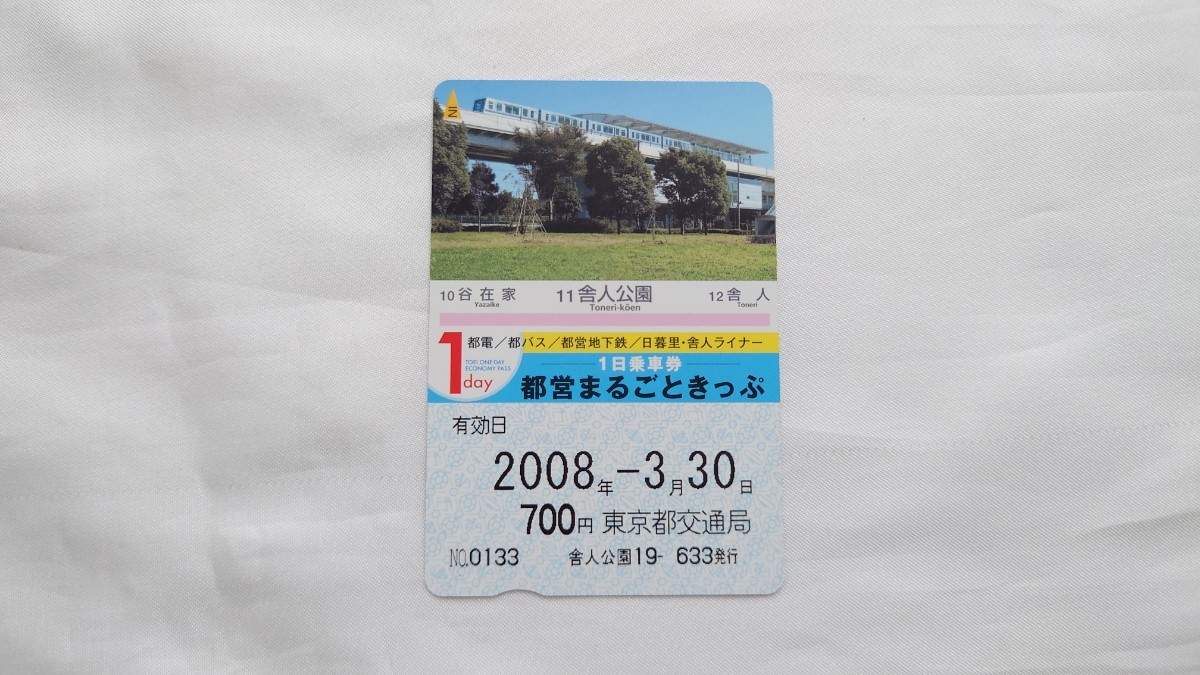 IN
10谷在家 11舎人公園 12舎人
Yazaike Toneri-kōen Toneri
都電/都バス/都営地下鉄/日暮里・舎人ライナー
1day
TOEI ONE-DAY
ECONOMY PASS
1日乗車券
都営まるごときっぷ
有効日
2008年-3月30日
700円 東京都交通局
NO.0133 舎人公園19- 633発行